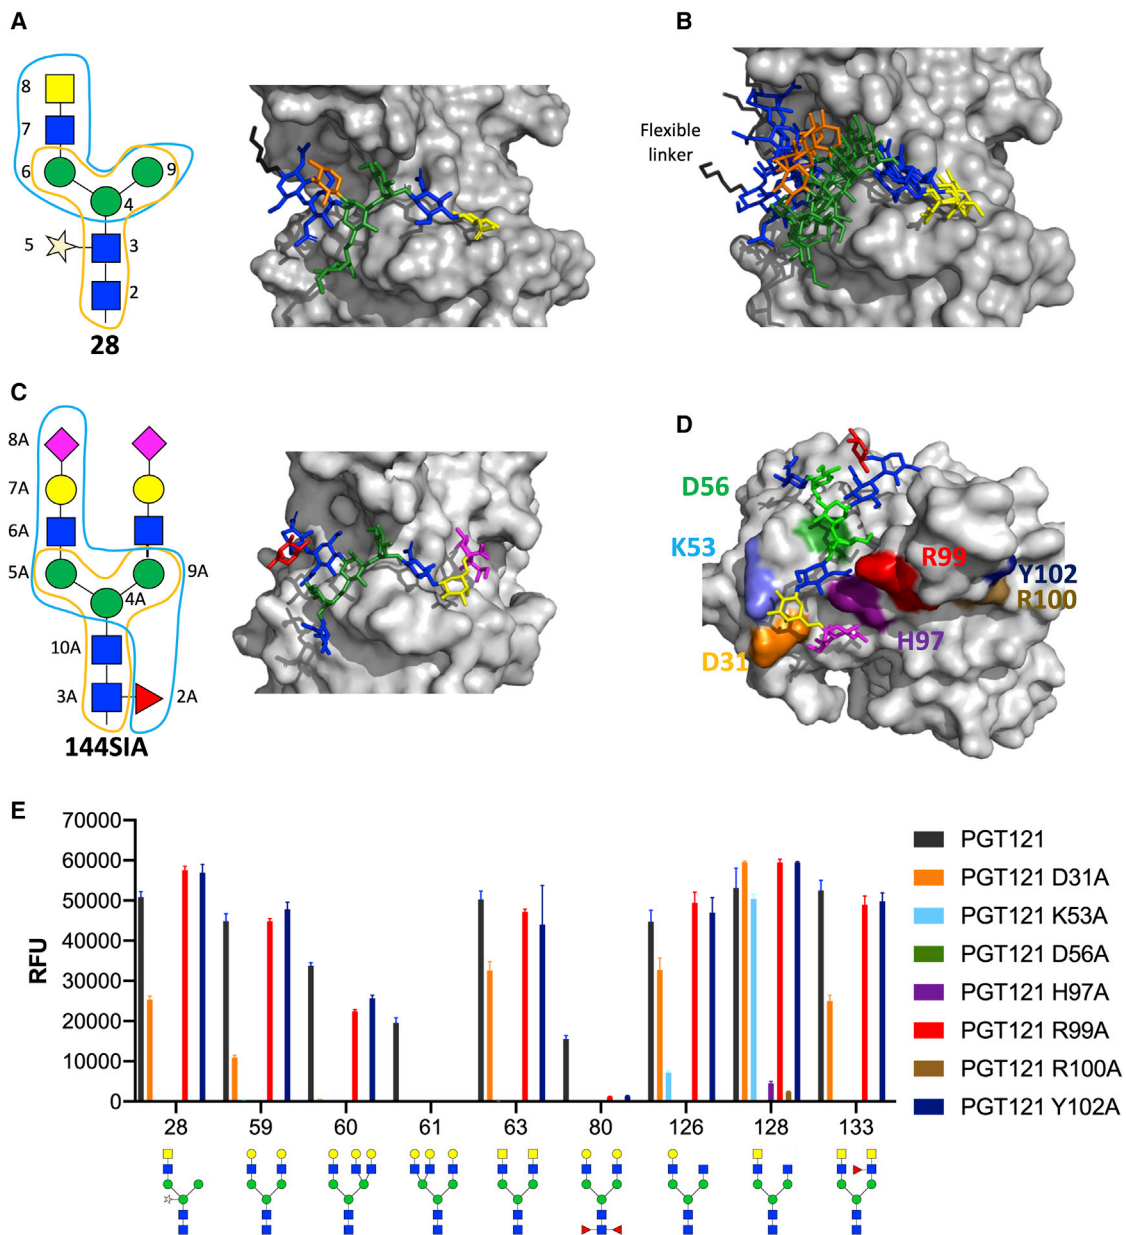 A
8
7
6
9
4
5
3
2
28
B
Flexible
linker
C
8A
7A
6A
5A
9A
4A
10A
3A
2A
144SIA
D
D56
K53
R99
Y102
R100
H97
D31
E
RFU
70000
60000
50000
40000
30000
20000
10000
0
28 59 60 61 63 80 126 128 133
PGT121
PGT121 D31A
PGT121 K53A
PGT121 D56A
PGT121 H97A
PGT121 R99A
PGT121 R100A
PGT121 Y102A